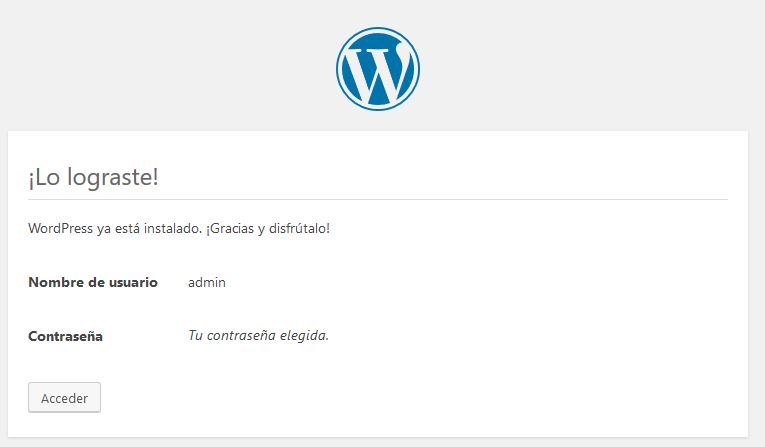 ¡Lo lograste!
WordPress ya está instalado. ¡Gracias y disfrútalo!
Nombre de usuario admin
Contraseña Tu contraseña elegida.
Acceder